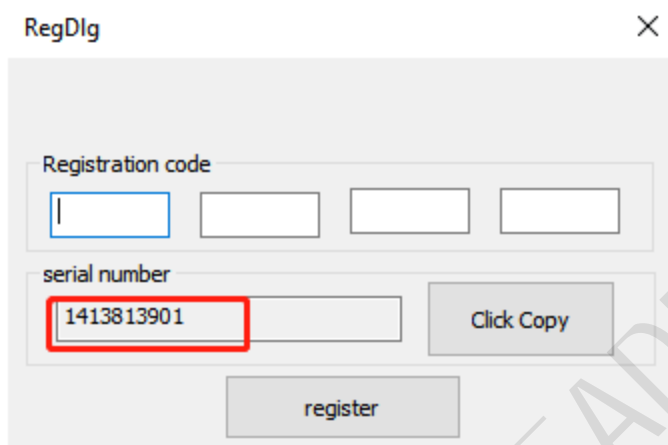 RegDlg
Registration code
serial number
1413813901
Click Copy
register